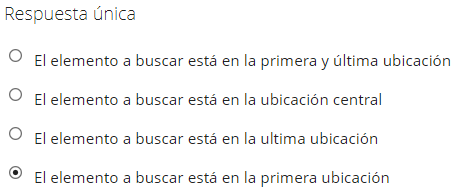 Respuesta única
El elemento a buscar está en la primera y última ubicación
El elemento a buscar está en la ubicación central
El elemento a buscar está en la ultima ubicación
El elemento a buscar está en la primera ubicación